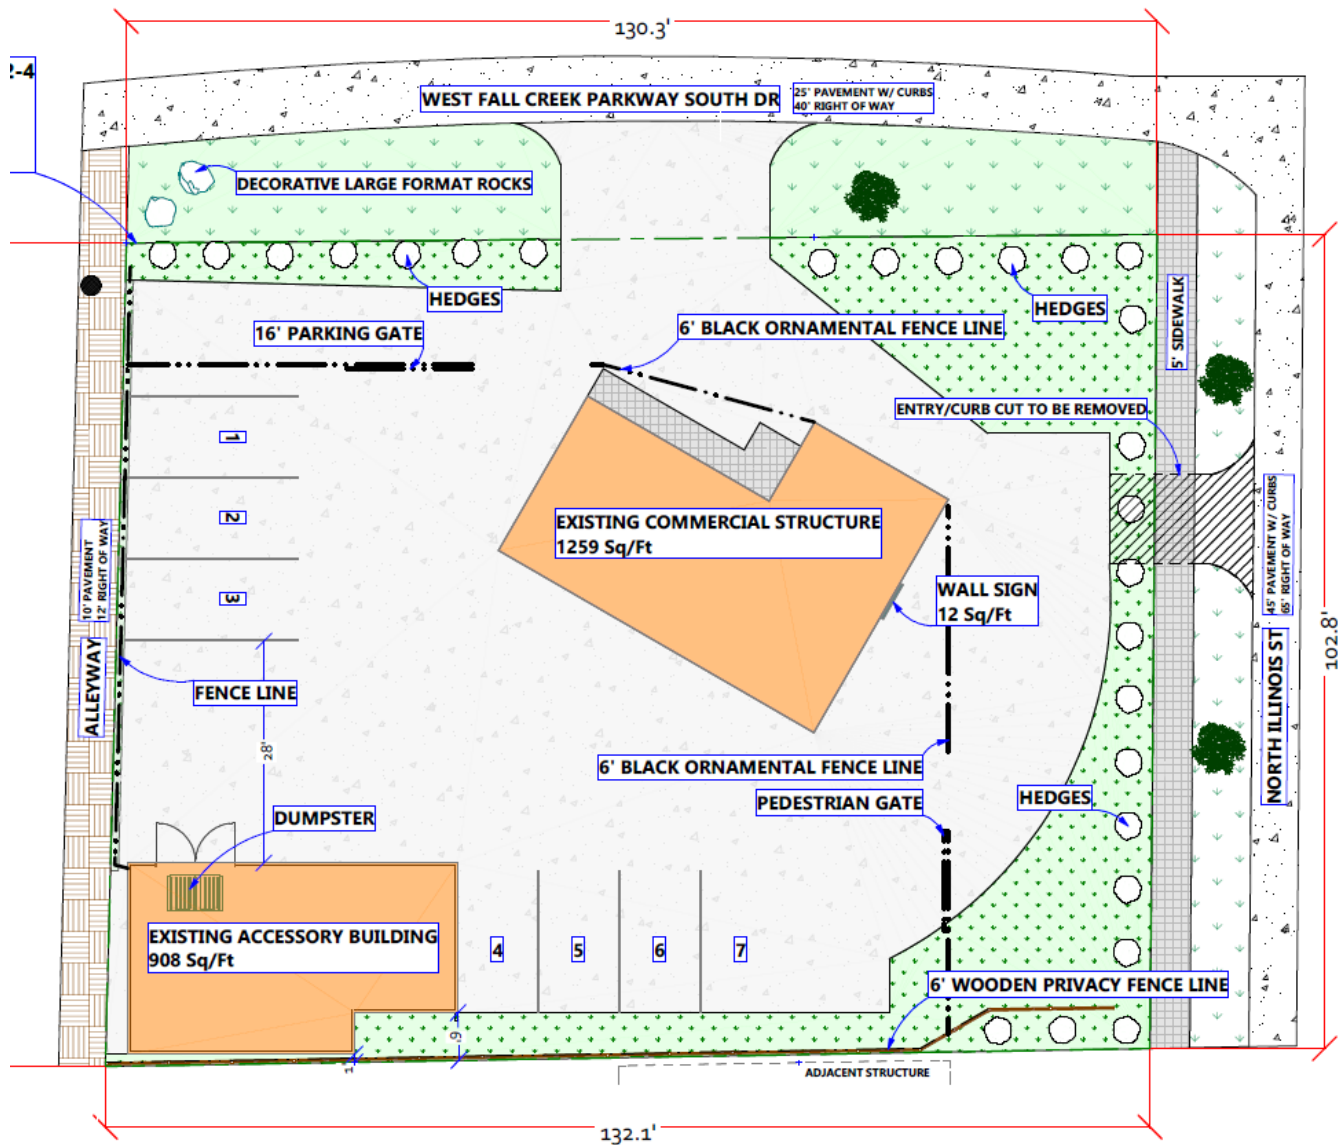 130.3'
2-4
WEST FALL CREEK PARKWAY SOUTH DR
25' PAVEMENT W/ CURBS
40' RIGHT OF WAY
DECORATIVE LARGE FORMAT ROCKS
HEDGES
HEDGES
16' PARKING GATE
6' BLACK ORNAMENTAL FENCE LINE
5' SIDEWALK
ENTRY/CURB CUT TO BE REMOVED
1
2
3
EXISTING COMMERCIAL STRUCTURE
1259 Sq/Ft
10' PAVEMENT
12' RIGHT OF WAY
45' PAVEMENT W/ CURBS
65' RIGHT OF WAY
WALL SIGN
12 Sq/Ft
ALLEYWAY
FENCE LINE
102.8'
NORTH ILLINOIS ST
28'
6' BLACK ORNAMENTAL FENCE LINE
PEDESTRIAN GATE
HEDGES
DUMPSTER
EXISTING ACCESSORY BUILDING
908 Sq/Ft
4
5
6
7
6' WOODEN PRIVACY FENCE LINE
6'
1'
ADJACENT STRUCTURE
132.1'